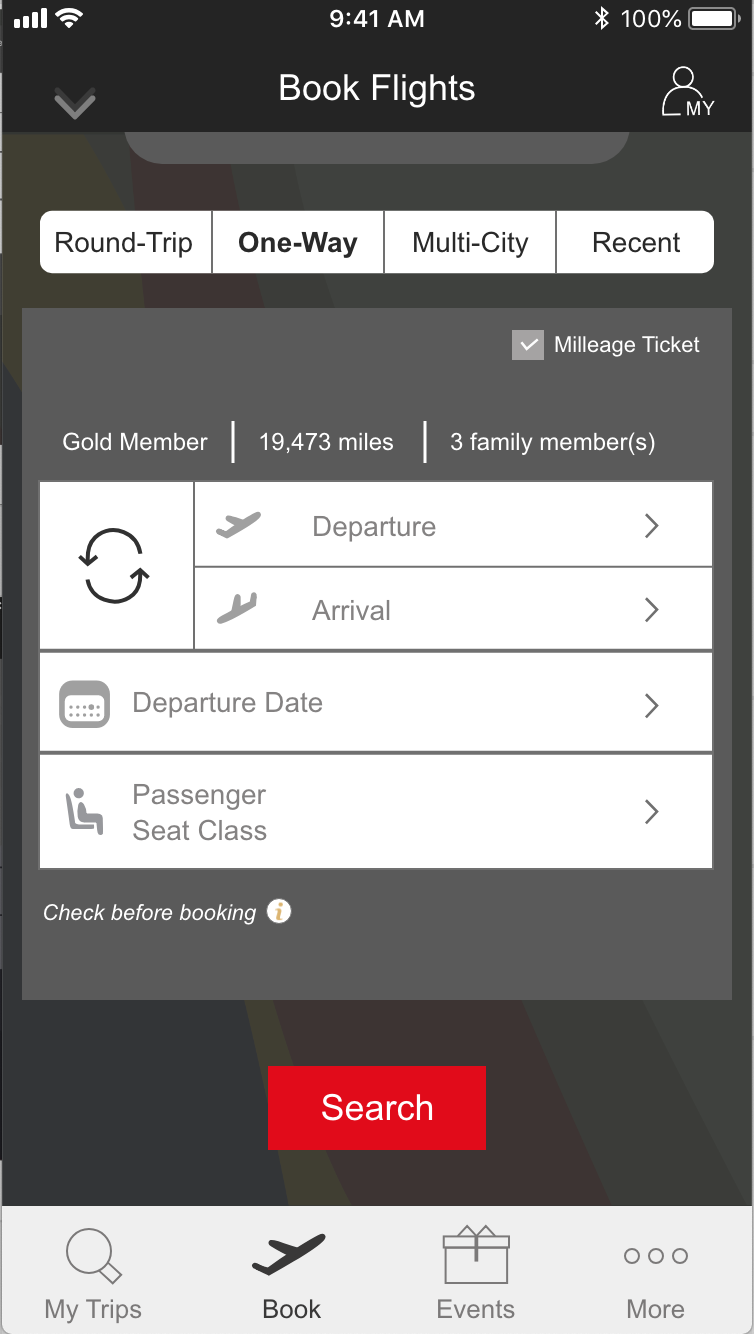 9:41 AM 100%
Book Flights
MY
Round-Trip One-Way Multi-City Recent
Milleage Ticket
Gold Member 19,473 miles 3 family member(s)
Departure
Arrival
Departure Date
Passenger
Seat Class
Check before booking i
Search
My Trips Book Events More